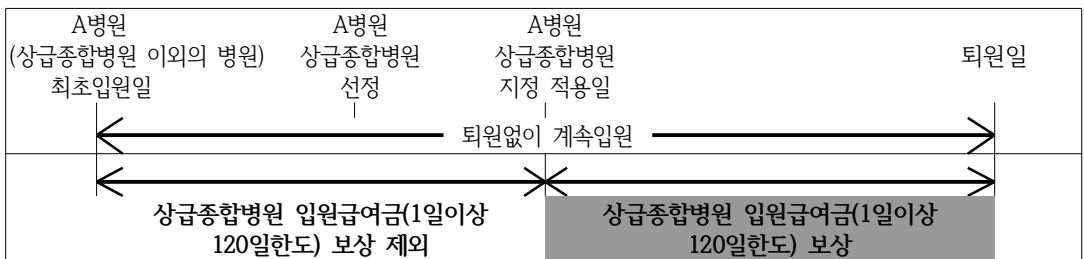 A병원
(상급종합병원 이외의 병원)
최초입원일
A병원
상급종합병원
선정
A병원
상급종합병원
지정 적용일
퇴원일
퇴원없이 계속입원
상급종합병원 입원급여금(1일이상
120일한도) 보상 제외
상급종합병원 입원급여금(1일이상
120일한도) 보상